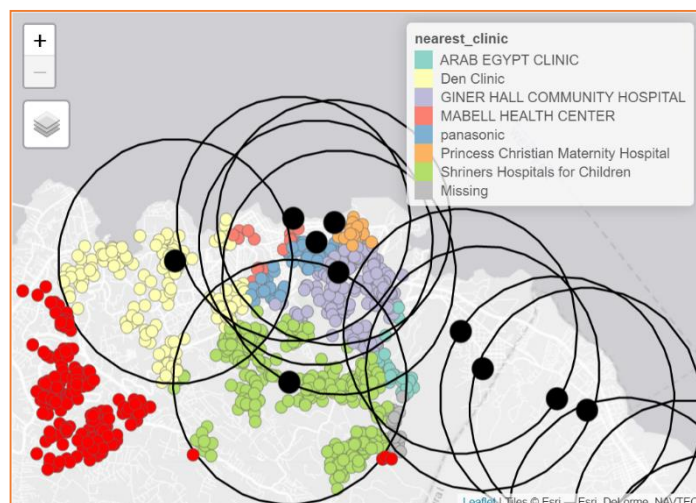 +
−
nearest_clinic
ARAB EGYPT CLINIC
Den Clinic
GINER HALL COMMUNITY HOSPITAL
MABELL HEALTH CENTER
panasonic
Princess Christian Maternity Hospital
Shriners Hospitals for Children
Missing
Leaflet | Tiles © Esri — Esri, DeLorme, NAVTEQ